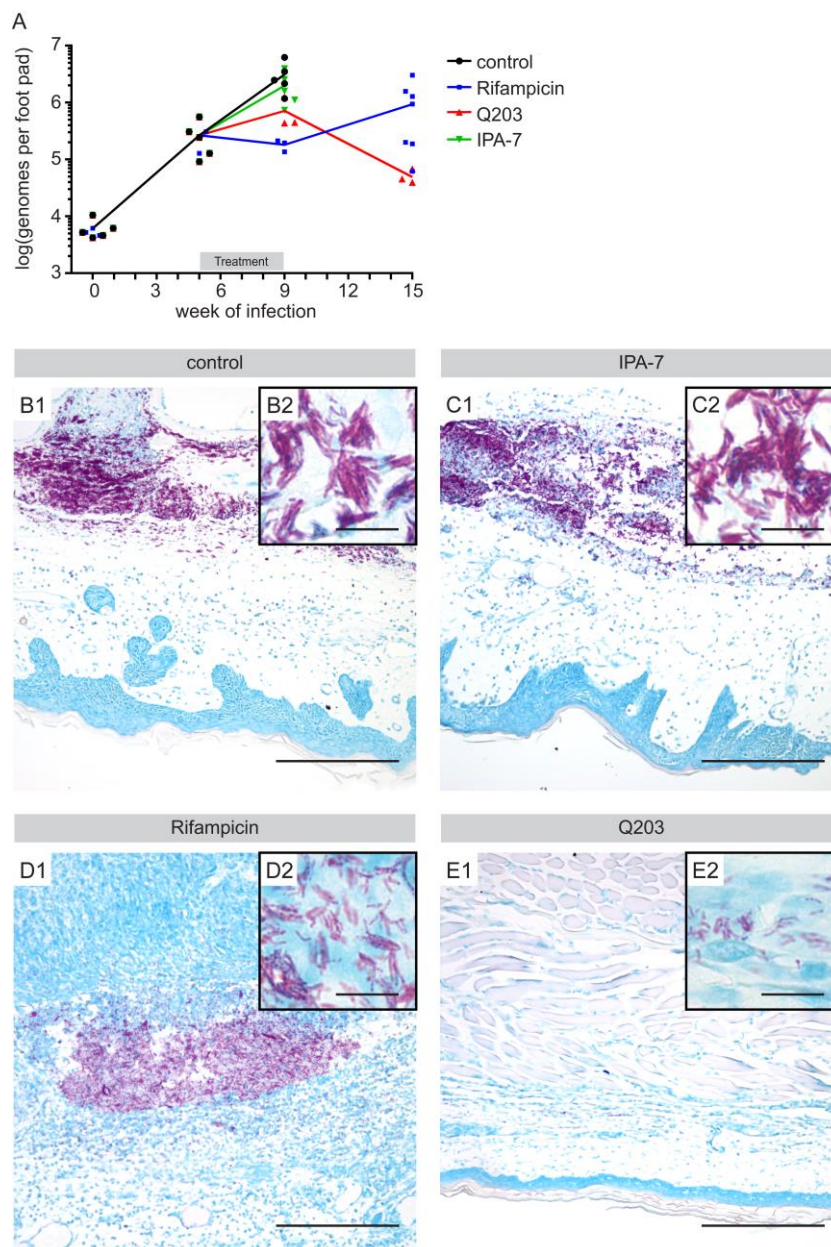 A
log(genomes per foot pad)
7
6
5
4
3
Treatment
0 3 6 9 12 15
week of infection
control
Rifampicin
Q203
IPA-7
control
IPA-7
B1
B2
C1
C2
Rifampicin
Q203
D1
D2
E1
E2